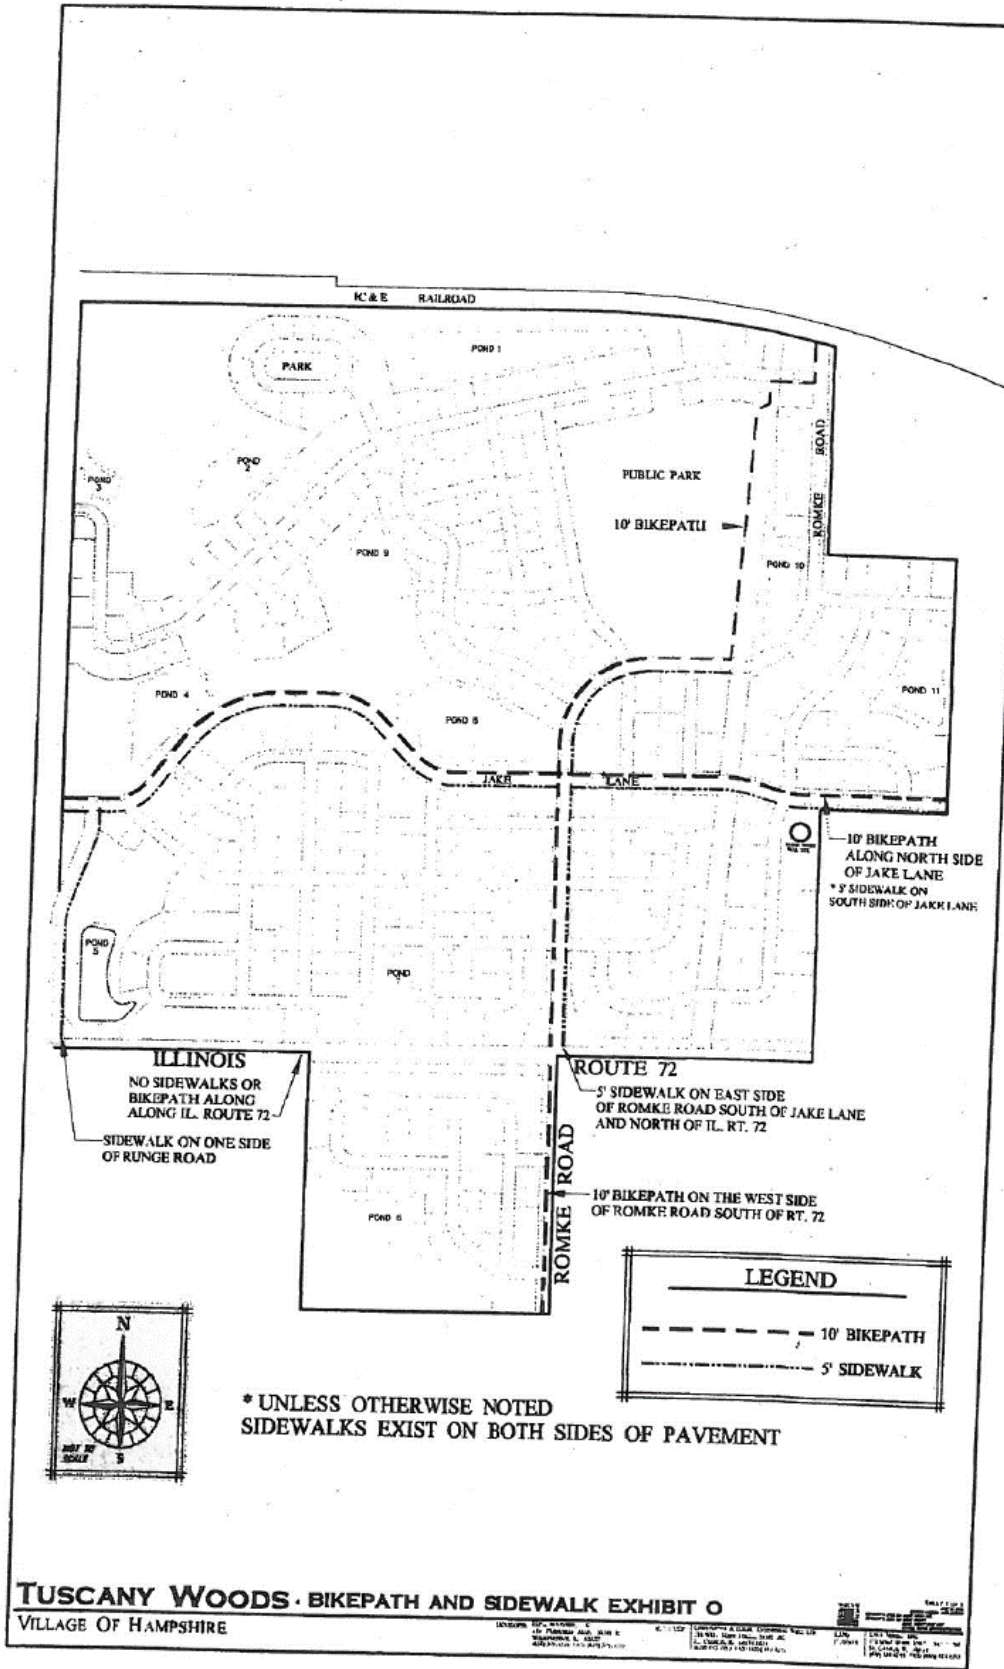 IC & E RAILROAD
POND 1
PARK
POND
2
POND
3
PUBLIC PARK
10' BIKEPATH
ROMKE ROAD
POND 9
POND 10
POND 4
POND 8
POND 11
JAKE LANE
10' BIKEPATH
ALONG NORTH SIDE
OF JAKE LANE
* 5' SIDEWALK ON
SOUTH SIDE OF JAKE LANE
POND
5
POND
ILLINOIS
ROUTE 72
NO SIDEWALKS OR
BIKEPATH ALONG
ALONG IL. ROUTE 72
SIDEWALK ON ONE SIDE
OF RUNGE ROAD
5' SIDEWALK ON EAST SIDE
OF ROMKE ROAD SOUTH OF JAKE LANE
AND NORTH OF IL. RT. 72
10' BIKEPATH ON THE WEST SIDE
OF ROMKE ROAD SOUTH OF RT. 72
ROMKE ROAD
POND 6
LEGEND
10' BIKEPATH
5' SIDEWALK
N
W
E
S
NOT TO
SCALE
* UNLESS OTHERWISE NOTED
SIDEWALKS EXIST ON BOTH SIDES OF PAVEMENT
TUSCANY WOODS · BIKEPATH AND SIDEWALK EXHIBIT O
VILLAGE OF HAMPSHIRE